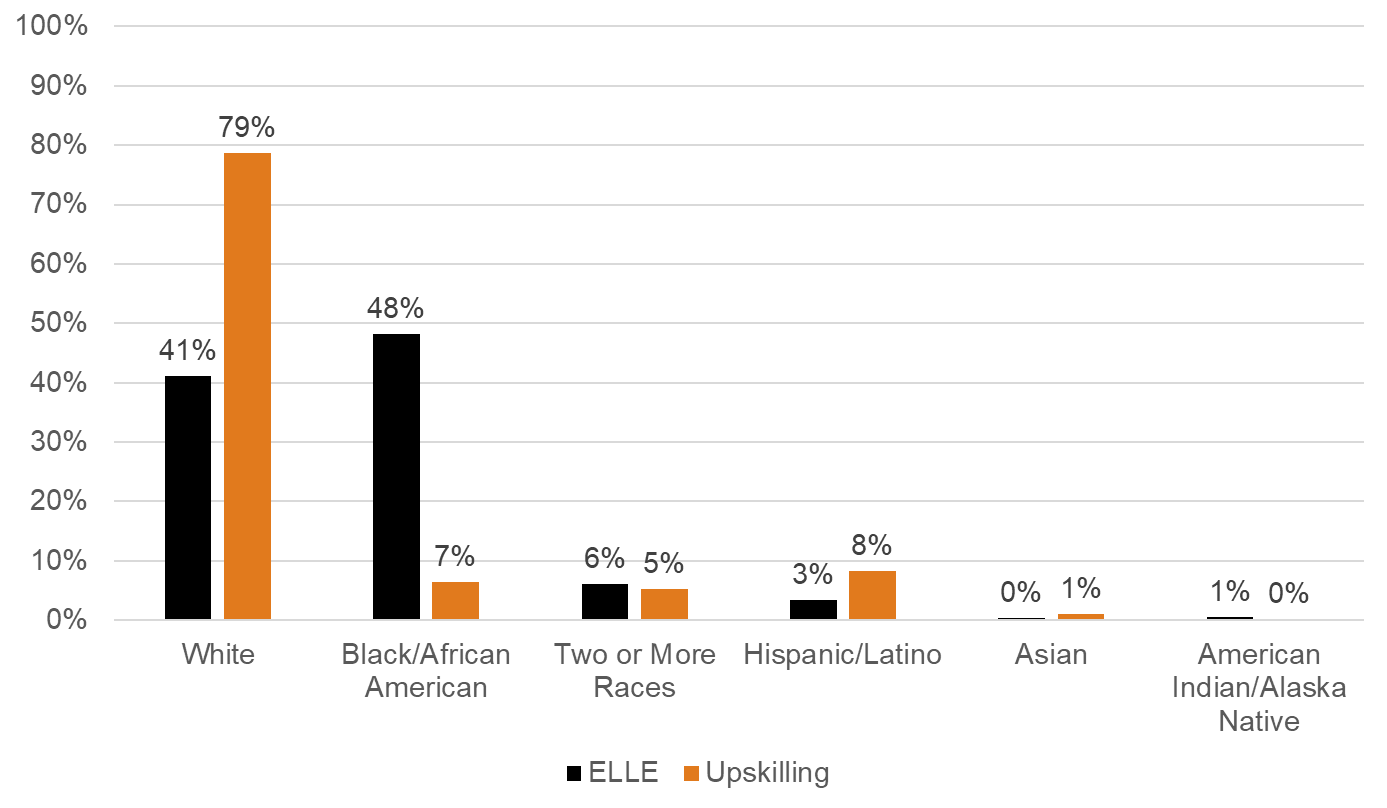 100%
90%
80%
70%
60%
50%
40%
30%
20%
10%
0%
79%
41%
48%
7%
6%
5%
3%
8%
0%
1%
1%
0%
White
Black/African
American
Two or More
Races
Hispanic/Latino
Asian
American
Indian/Alaska
Native
ELLE
Upskilling